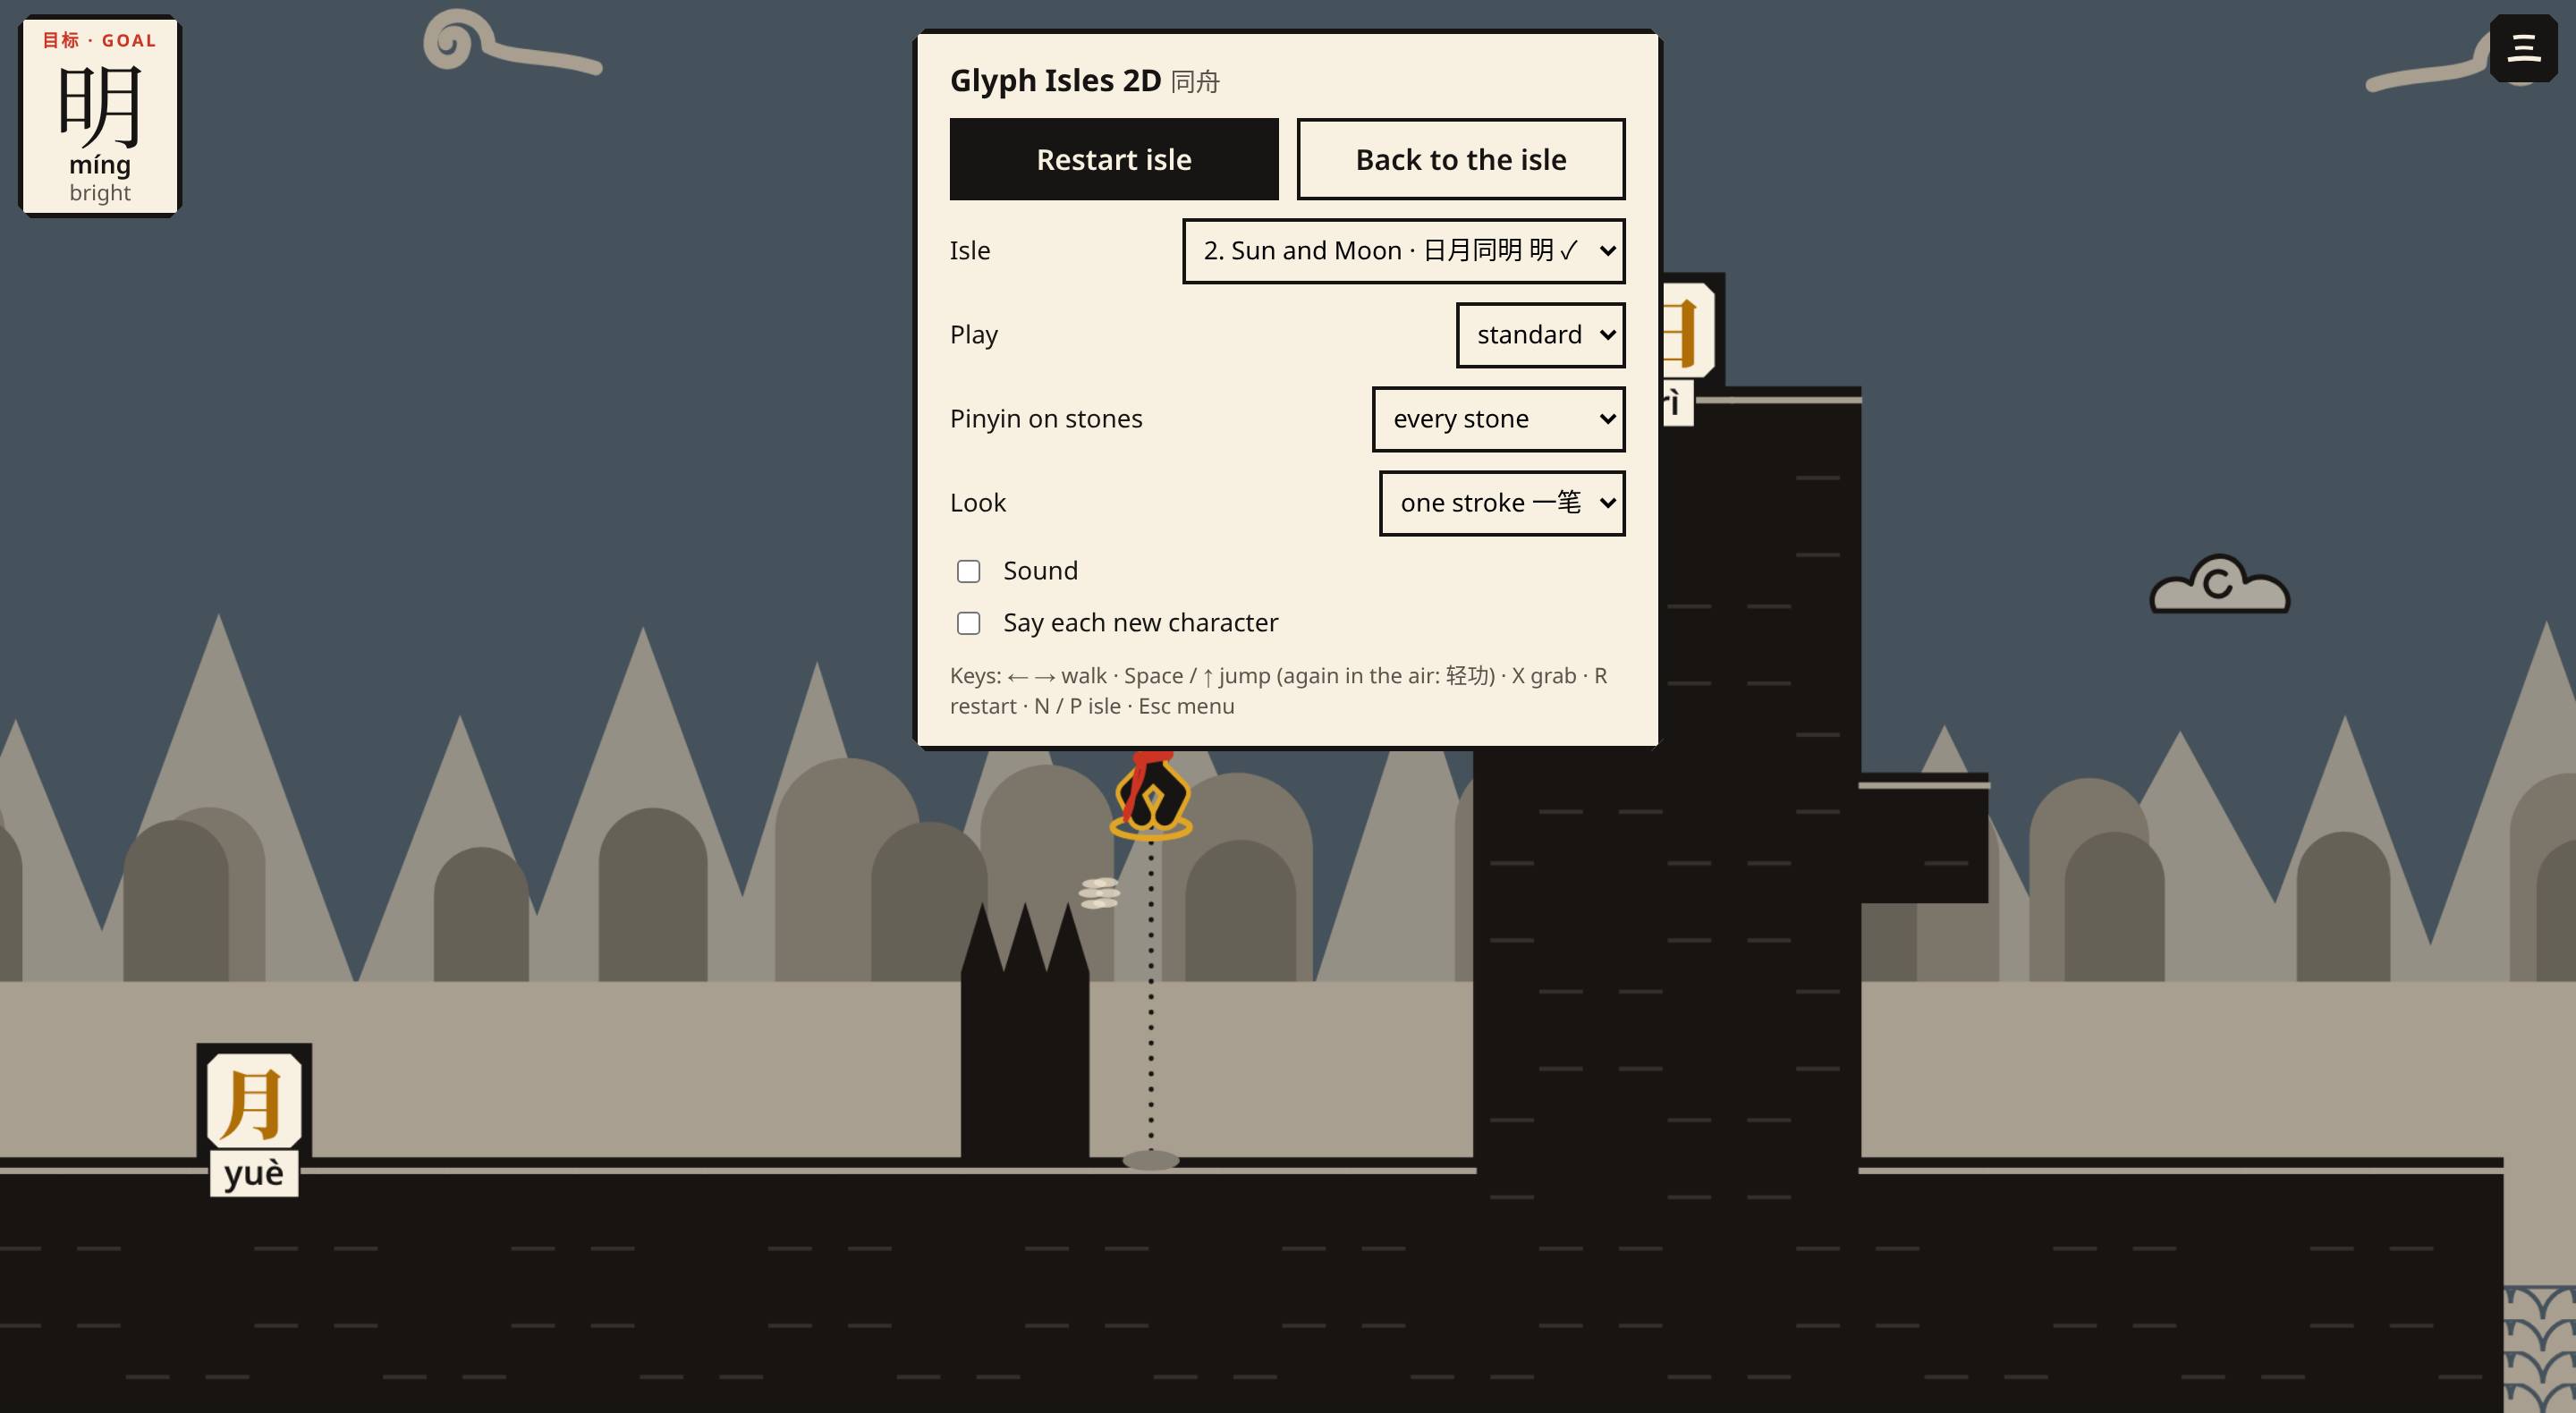 目标 · GOAL
明
míng
bright
三
Glyph Isles 2D 同舟
Restart isle
Back to the isle
Isle
2. Sun and Moon · 日月同明 明 ✓
Play
standard
Pinyin on stones
every stone
Look
one stroke 一笔
Sound
Say each new character
Keys: ← → walk · Space / ↑ jump (again in the air: 轻功) · X grab · R
restart · N / P isle · Esc menu
日
rì
月
yuè